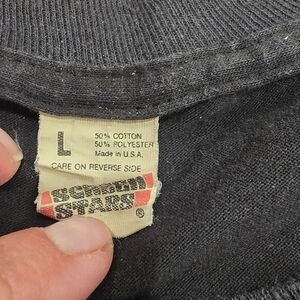 L
50% COTTON
50% POLYESTER
Made in U.S.A.
CARE ON REVERSE SIDE
SCREEN
STARS ®